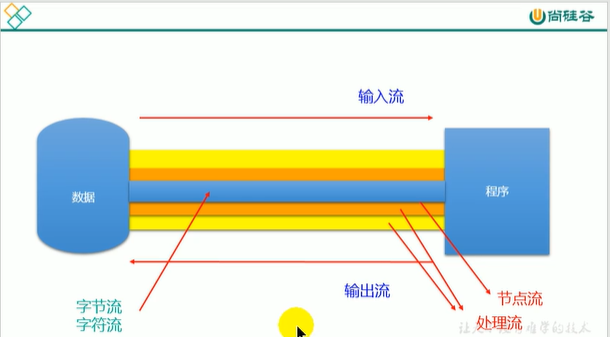 尚硅谷
输入流
数据
程序
输出流
节点流
字节流
处理流
字符流
让天下没有难学的技术